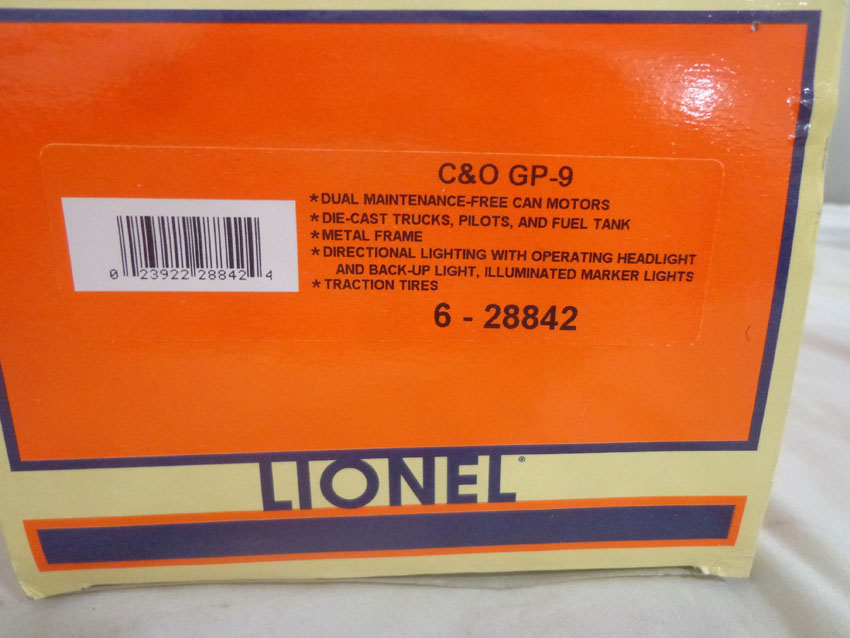 C&O GP-9
*DUAL MAINTENANCE-FREE CAN MOTORS
*DIE-CAST TRUCKS, PILOTS, AND FUEL TANK
*METAL FRAME
*DIRECTIONAL LIGHTING WITH OPERATING HEADLIGHT
AND BACK-UP LIGHT, ILLUMINATED MARKER LIGHTS
*TRACTION TIRES
0 23922 28842 4
6 - 28842
LIONEL®